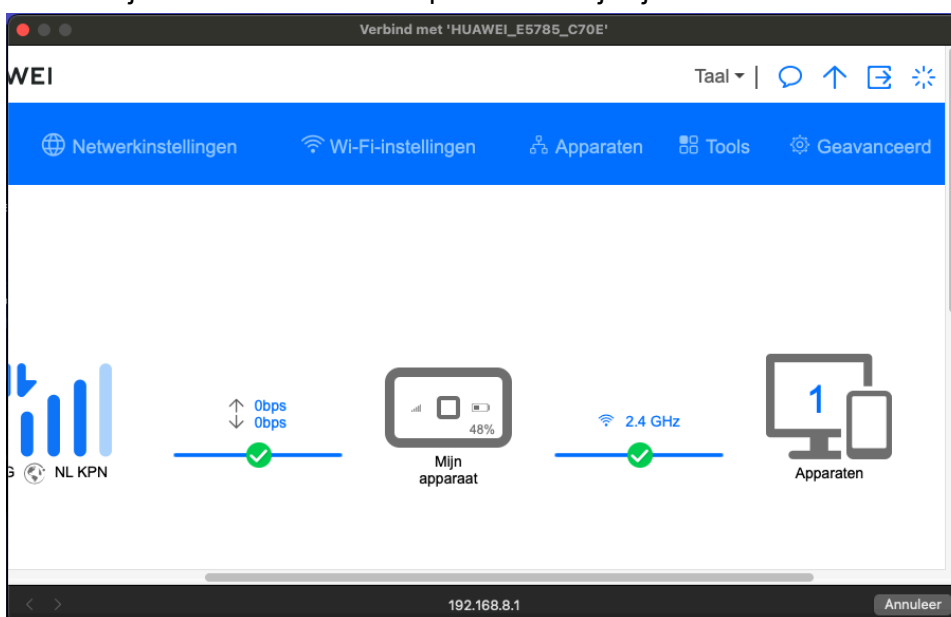 Verbind met 'HUAWEI_E5785_C70E'
WEI
Taal
Netwerkinstellingen
Wi-Fi-instellingen
Apparaten
Tools
Geavanceerd
0bps
0bps
48%
2.4 GHz
1
G NL KPN
Mijn
apparaat
Apparaten
192.168.8.1
Annuleer